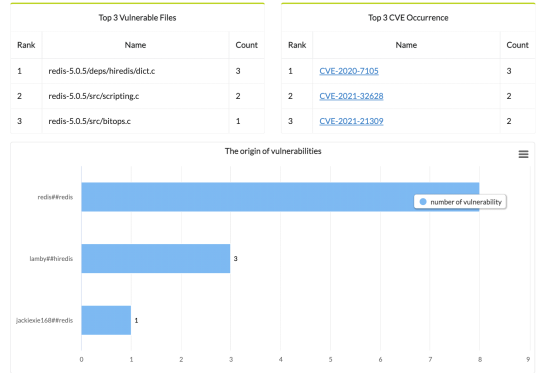 Top 3 Vulnerable Files
Rank Name Count
1 redis-5.0.5/deps/hiredis/dict.c 3
2 redis-5.0.5/src/scripting.c 2
3 redis-5.0.5/src/bitops.c 1
Top 3 CVE Occurrence
Rank Name Count
1 CVE-2020-7105 3
2 CVE-2021-32628 2
3 CVE-2021-21309 2
The origin of vulnerabilities
redis##redis
number of vulnerability
lamby##hiredis 3
jackiexie168##redis 1
0 1 2 3 4 5 6 7 8 9